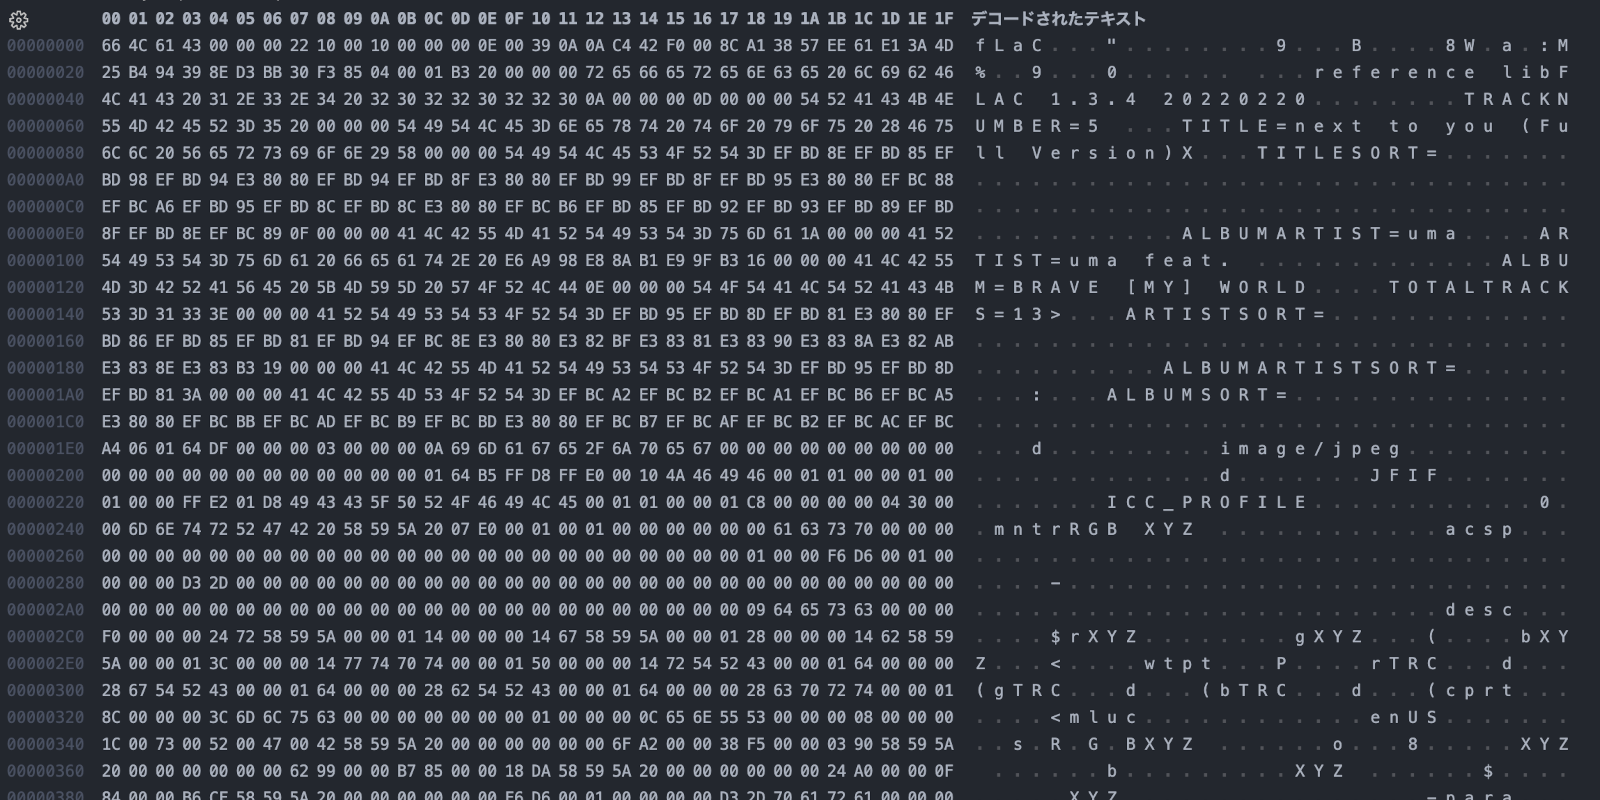 00 01 02 03 04 05 06 07 08 09 0A 0B 0C 0D 0E 0F 10 11 12 13 14 15 16 17 18 19 1A 1B 1C 1D 1E 1F デコードされたテキスト
00000000 66 4C 61 43 00 00 00 22 10 00 10 00 00 00 0E 00 39 0A 0A C4 42 F0 00 8C A1 38 57 EE 61 E1 3A 4D fLaC..."........9...B....8W.a.:M
00000020 25 B4 94 39 8E D3 BB 30 F3 85 04 00 01 B3 20 00 00 00 72 65 66 65 72 65 6E 63 65 20 6C 69 62 46 %..9...0...... ...reference libF
00000040 4C 41 43 20 31 2E 33 2E 34 20 32 30 32 32 30 32 32 30 0A 00 00 00 0D 00 00 00 54 52 41 43 4B 4E LAC 1.3.4 20220220........TRACKN
00000060 55 4D 42 45 52 3D 35 20 00 00 00 54 49 54 4C 45 3D 6E 65 78 74 20 74 6F 20 79 6F 75 20 28 46 75 UMBER=5 ...TITLE=next to you (Fu
00000080 6C 6C 20 56 65 72 73 69 6F 6E 29 58 00 00 00 54 49 54 4C 45 53 4F 52 54 3D EF BD 8E EF BD 85 EF ll Version)X...TITLESORT=.......
000000A0 BD 98 EF BD 94 E3 80 80 EF BD 94 EF BD 8F E3 80 80 EF BD 99 EF BD 8F EF BD 95 E3 80 80 EF BC 88 ................................
000000C0 EF BC A6 EF BD 95 EF BD 8C EF BD 8C E3 80 80 EF BC B6 EF BD 85 EF BD 92 EF BD 93 EF BD 89 EF BD ................................
000000E0 8F EF BD 8E EF BC 89 0F 00 00 00 41 4C 42 55 4D 41 52 54 49 53 54 3D 75 6D 61 1A 00 00 00 41 52 ...........ALBUMARTIST=uma....AR
00000100 54 49 53 54 3D 75 6D 61 20 66 65 61 74 2E 20 E6 A9 98 E8 8A B1 E9 9F B3 16 00 00 00 41 4C 42 55 TIST=uma feat. .............ALBU
00000120 4D 3D 42 52 41 56 45 20 5B 4D 59 5D 20 57 4F 52 4C 44 0E 00 00 00 54 4F 54 41 4C 54 52 41 43 4B M=BRAVE [MY] WORLD....TOTALTRACK
00000140 53 3D 31 33 3E 00 00 00 41 52 54 49 53 54 53 4F 52 54 3D EF BD 95 EF BD 8D EF BD 81 E3 80 80 EF S=13>...ARTISTSORT=.............
00000160 BD 86 EF BD 85 EF BD 81 EF BD 94 EF BC 8E E3 80 80 E3 82 BF E3 83 81 E3 83 90 E3 83 8A E3 82 AB ................................
00000180 E3 83 8E E3 83 B3 19 00 00 00 41 4C 42 55 4D 41 52 54 49 53 54 53 4F 52 54 3D EF BD 95 EF BD 8D ..........ALBUMARTISTSORT=......
000001A0 EF BD 81 3A 00 00 00 41 4C 42 55 4D 53 4F 52 54 3D EF BC A2 EF BC B2 EF BC A1 EF BC B6 EF BC A5 ...:...ALBUMSORT=...............
000001C0 E3 80 80 EF BC BB EF BC AD EF BC B9 EF BC BD E3 80 80 EF BC B7 EF BC AF EF BC B2 EF BC AC EF BC ................................
000001E0 A4 06 01 64 DF 00 00 00 03 00 00 00 0A 69 6D 61 67 65 2F 6A 70 65 67 00 00 00 00 00 00 00 00 00 ...d.........image/jpeg.........
00000200 00 00 00 00 00 00 00 00 00 00 00 00 01 64 B5 FF D8 FF E0 00 10 4A 46 49 46 00 01 01 00 00 01 00 .............d.......JFIF.......
00000220 01 00 00 FF E2 01 D8 49 43 43 5F 50 52 4F 46 49 4C 45 00 01 01 00 00 01 C8 00 00 00 00 04 30 00 .......ICC_PROFILE............0.
00000240 00 6D 6E 74 72 52 47 42 20 58 59 5A 20 07 E0 00 01 00 01 00 00 00 00 00 00 61 63 73 70 00 00 00 .mntrRGB XYZ ............acsp...
00000260 00 00 00 00 00 00 00 00 00 00 00 00 00 00 00 00 00 00 00 00 00 00 00 00 01 00 00 F6 D6 00 01 00 ................................
00000280 00 00 00 D3 2D 00 00 00 00 00 00 00 00 00 00 00 00 00 00 00 00 00 00 00 00 00 00 00 00 00 00 00 ....-...........................
000002A0 00 00 00 00 00 00 00 00 00 00 00 00 00 00 00 00 00 00 00 00 00 00 00 00 09 64 65 73 63 00 00 00 .........................desc...
000002C0 F0 00 00 00 24 72 58 59 5A 00 00 01 14 00 00 00 14 67 58 59 5A 00 00 01 28 00 00 00 14 62 58 59 ....$rXYZ........gXYZ...(....bXY
000002E0 5A 00 00 01 3C 00 00 00 14 77 74 70 74 00 00 01 50 00 00 00 14 72 54 52 43 00 00 01 64 00 00 00 Z...<....wtpt...P....rTRC...d...
00000300 28 67 54 52 43 00 00 01 64 00 00 00 28 62 54 52 43 00 00 01 64 00 00 00 28 63 70 72 74 00 00 01 (gTRC...d...(bTRC...d...(cprt...
00000320 8C 00 00 00 3C 6D 6C 75 63 00 00 00 00 00 00 00 01 00 00 00 0C 65 6E 55 53 00 00 00 08 00 00 00 ....<mluc............enUS.......
00000340 1C 00 73 00 52 00 47 00 42 58 59 5A 20 00 00 00 00 00 00 6F A2 00 00 38 F5 00 00 03 90 58 59 5A ..s.R.G.BXYZ ......o...8.....XYZ
00000360 20 00 00 00 00 00 00 62 99 00 00 B7 85 00 00 18 DA 58 59 5A 20 00 00 00 00 00 00 24 A0 00 00 0F  ......b.........XYZ ......$....
00000380 84 00 00 B6 CF 58 59 5A 20 00 00 00 00 00 00 F6 D6 00 01 00 00 00 00 D3 2D 70 61 72 61 00 00 00 .....XYZ ...............-para...